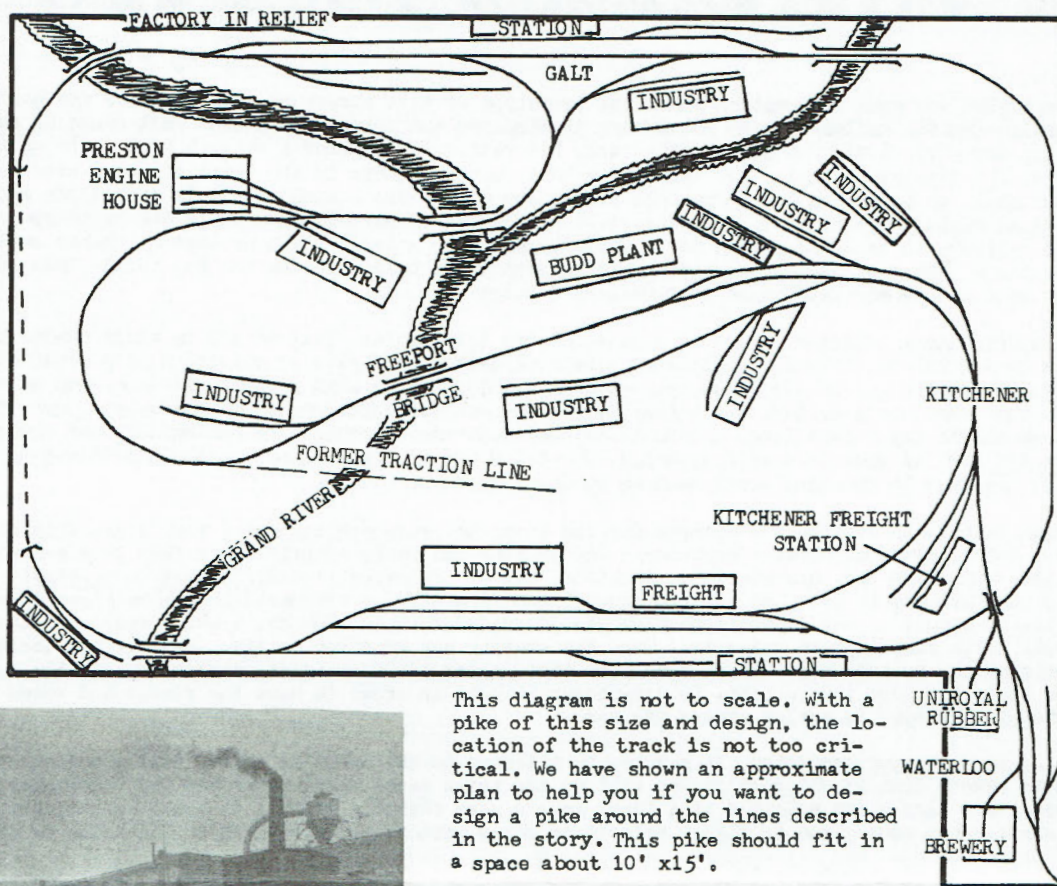 FACTORY IN RELIEF
STATION
GALT
INDUSTRY
PRESTON
ENGINE
HOUSE
INDUSTRY
INDUSTRY
INDUSTRY
INDUSTRY
BUDD PLANT
FREEPORT
BRIDGE
INDUSTRY
INDUSTRY
INDUSTRY
KITCHENER
FORMER TRACTION LINE
GRAND RIVER
KITCHENER FREIGHT
STATION
INDUSTRY
FREIGHT
INDUSTRY
STATION
This diagram is not to scale. With a
pike of this size and design, the lo-
cation of the track is not too cri-
tical. We have shown an approximate
plan to help you if you want to de-
sign a pike around the lines described
in the story. This pike should fit in
a space about 10' x15'.
UNIROYAL
RUBBER
WATERLOO
BREWERY